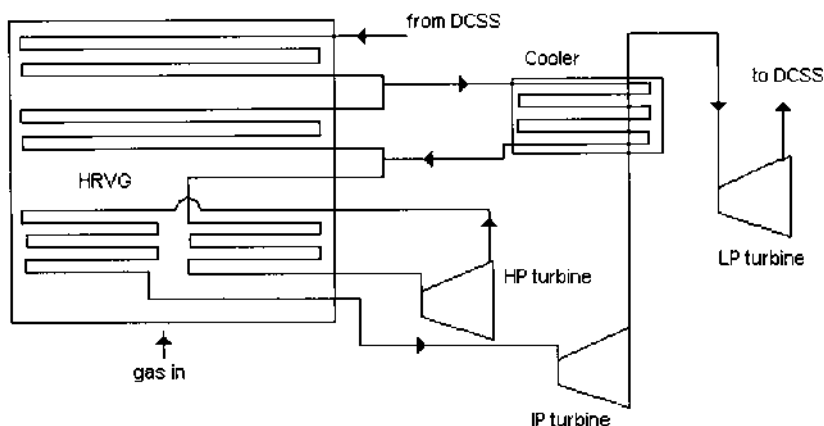 from DCSS
Cooler
to DCSS
HRVG
LP turbine
HP turbine
gas in
IP turbine